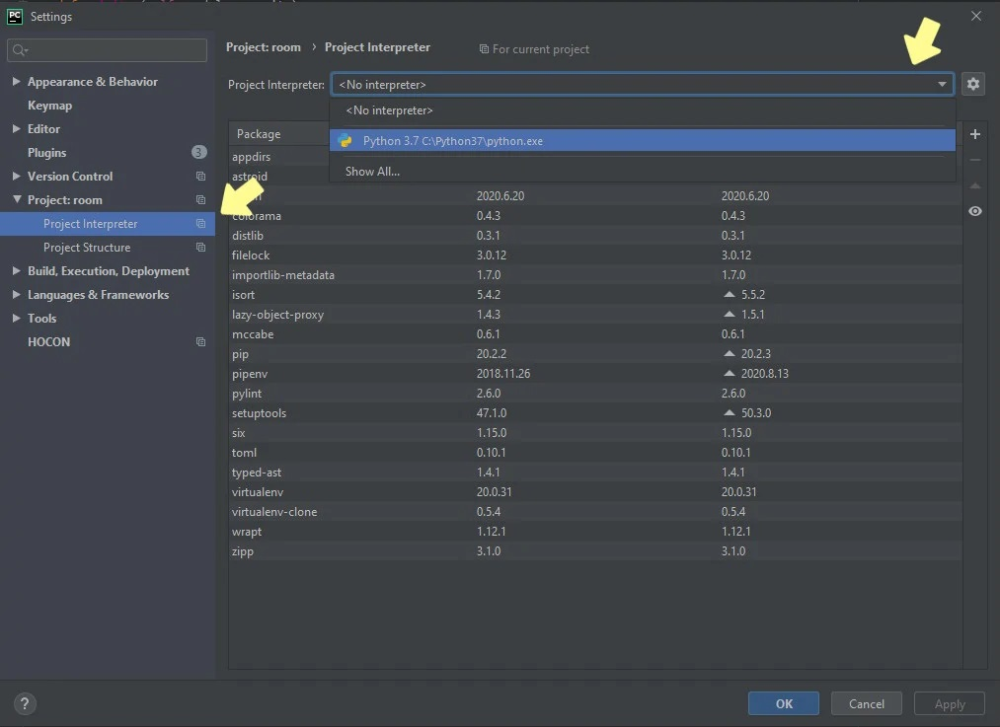 PC Settings
Project: room › Project Interpreter For current project
Project Interpreter: <No interpreter>
<No interpreter>
Python 3.7 C:\Python37\python.exe
Show All...
Appearance & Behavior
Keymap
Editor
Plugins 3
Version Control
Project: room
Project Interpreter
Project Structure
Build, Execution, Deployment
Languages & Frameworks
Tools
HOCON
Package
appdirs
astroid
2020.6.20 2020.6.20
colorama 0.4.3 0.4.3
distlib 0.3.1 0.3.1
filelock 3.0.12 3.0.12
importlib-metadata 1.7.0 1.7.0
isort 5.4.2 5.5.2
lazy-object-proxy 1.4.3 1.5.1
mccabe 0.6.1 0.6.1
pip 20.2.2 20.2.3
pipenv 2018.11.26 2020.8.13
pylint 2.6.0 2.6.0
setuptools 47.1.0 50.3.0
six 1.15.0 1.15.0
toml 0.10.1 0.10.1
typed-ast 1.4.1 1.4.1
virtualenv 20.0.31 20.0.31
virtualenv-clone 0.5.4 0.5.4
wrapt 1.12.1 1.12.1
zipp 3.1.0 3.1.0
? OK Cancel Apply